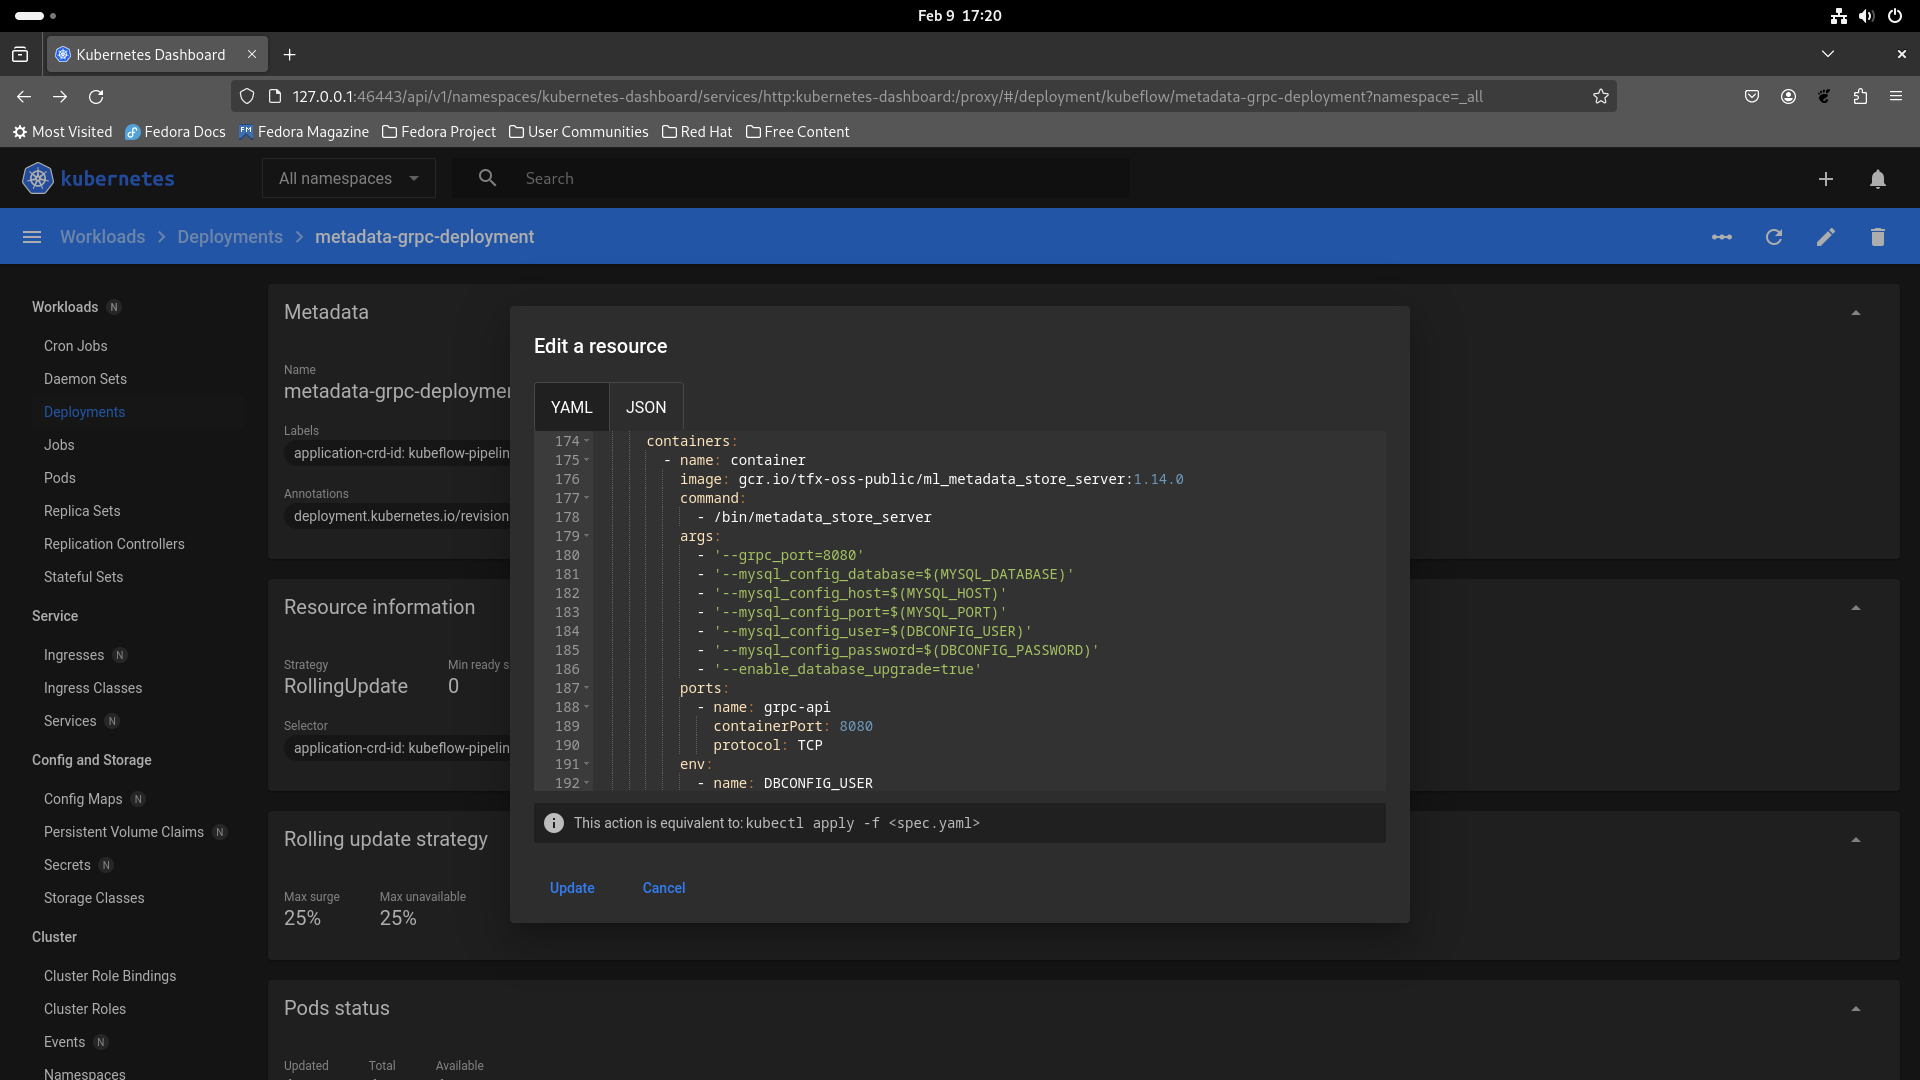 Feb 9 17:20
Kubernetes Dashboard
127.0.0.1:46443/api/v1/namespaces/kubernetes-dashboard/services/http:kubernetes-dashboard:/proxy/#/deployment/kubeflow/metadata-grpc-deployment?namespace=_all
Most Visited Fedora Docs Fedora Magazine Fedora Project User Communities Red Hat Free Content
kubernetes All namespaces Search
Workloads Deployments metadata-grpc-deployment
Workloads N
Cron Jobs
Daemon Sets
Deployments
Jobs
Pods
Replica Sets
Replication Controllers
Stateful Sets
Service
Ingresses N
Ingress Classes
Services N
Config and Storage
Config Maps N
Persistent Volume Claims N
Secrets N
Storage Classes
Cluster
Cluster Role Bindings
Cluster Roles
Events N
Namespaces
Metadata
Name
metadata-grpc-deploymen
Labels
application-crd-id: kubeflow-pipelin
Annotations
deployment.kubernetes.io/revision
Resource information
Strategy Min ready s
RollingUpdate 0
Selector
application-crd-id: kubeflow-pipelin
Rolling update strategy
Max surge Max unavailable
25% 25%
Pods status
Updated Total Available
Edit a resource
YAML JSON
174 containers:
175 - name: container
176 image: gcr.io/tfx-oss-public/ml_metadata_store_server:1.14.0
177 command:
178 - /bin/metadata_store_server
179 args:
180 - '--grpc_port=8080'
181 - '--mysql_config_database=$(MYSQL_DATABASE)'
182 - '--mysql_config_host=$(MYSQL_HOST)'
183 - '--mysql_config_port=$(MYSQL_PORT)'
184 - '--mysql_config_user=$(DBCONFIG_USER)'
185 - '--mysql_config_password=$(DBCONFIG_PASSWORD)'
186 - '--enable_database_upgrade=true'
187 ports:
188 - name: grpc-api
189 containerPort: 8080
190 protocol: TCP
191 env:
192 - name: DBCONFIG_USER
This action is equivalent to: kubectl apply -f <spec.yaml>
Update Cancel